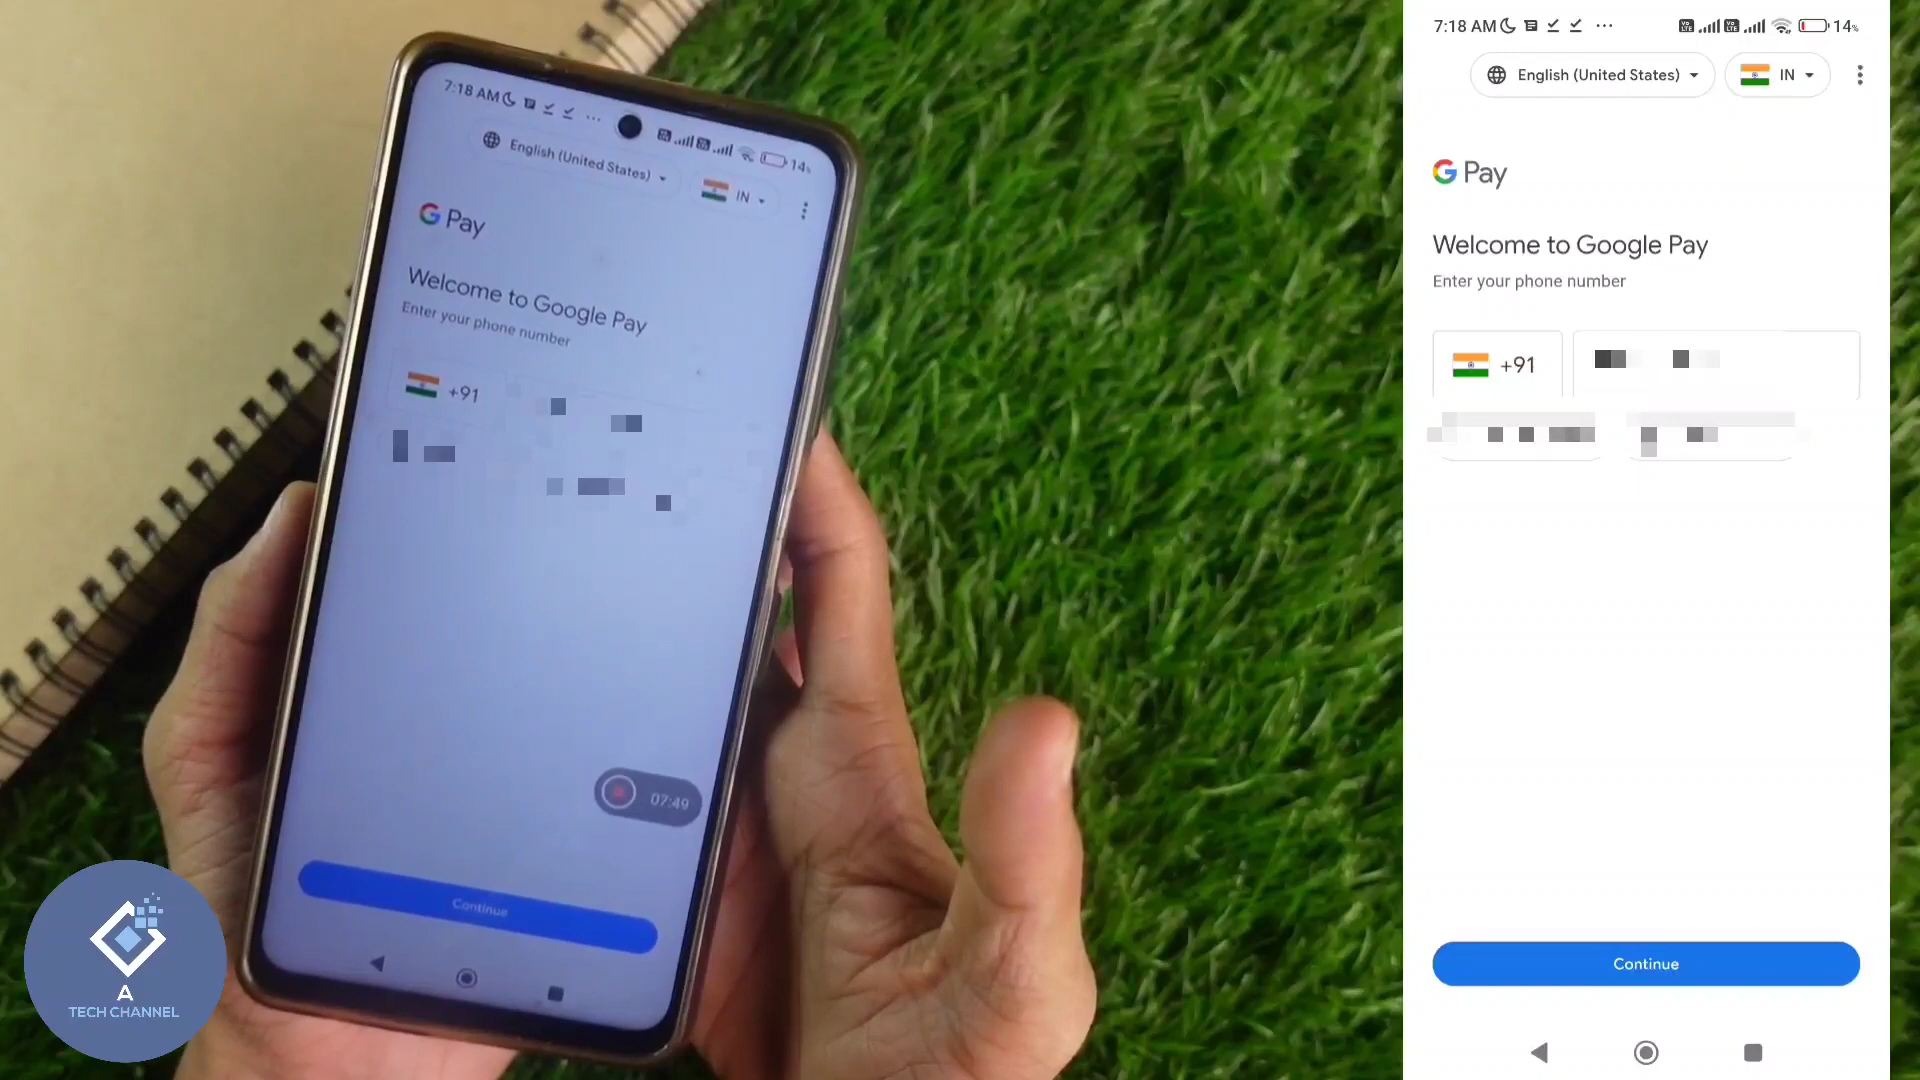 7:18 AM
14%
English (United States)
IN
G Pay
Welcome to Google Pay
Enter your phone number
+91
07:49
Continue
A
TECH CHANNEL
7:18 AM
14%
English (United States)
IN
G Pay
Welcome to Google Pay
Enter your phone number
+91
Continue